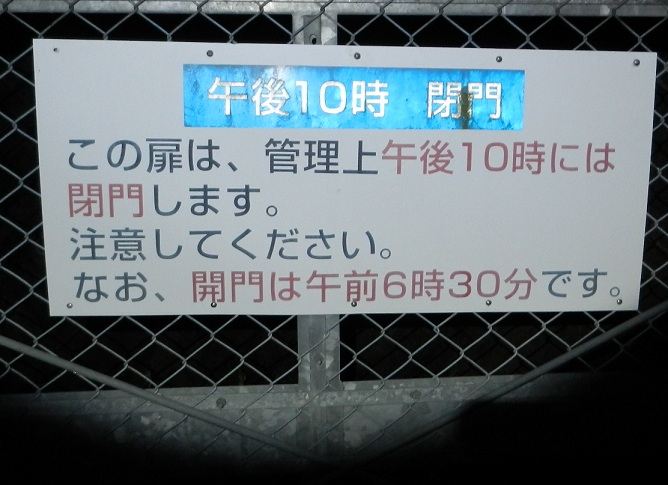 午後10時 閉門
この扉は、管理上午後10時には
閉門します。
注意してください。
なお、開門は午前6時30分です。